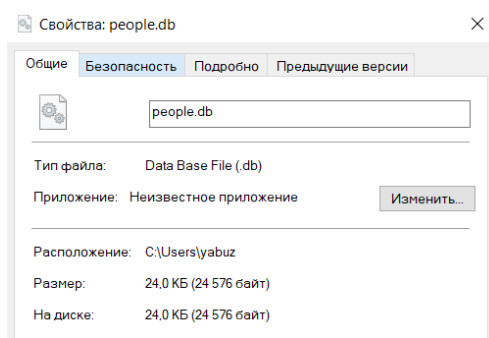 Свойства: people.db
Общие Безопасность Подробно Предыдущие версии
people.db
Тип файла: Data Base File (.db)
Приложение: Неизвестное приложение Изменить...
Расположение: C:\Users\yabuz
Размер: 24,0 КБ (24 576 байт)
На диске: 24,0 КБ (24 576 байт)